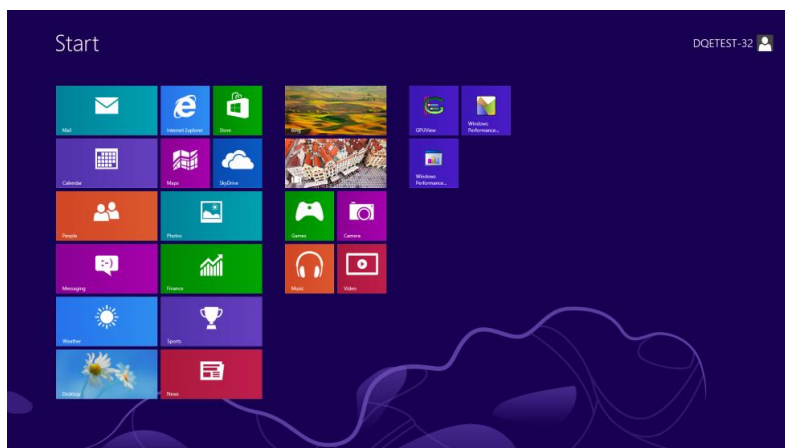 Start
DQETEST-32
Mail
Internet Explorer
Store
Calendar
Maps
SkyDrive
People
Photos
Messaging
Finance
Weather
Sports
Desktop
News
Bing
Games
Camera
Music
Video
GPUView
Windows
Performance...
Windows
Performance...